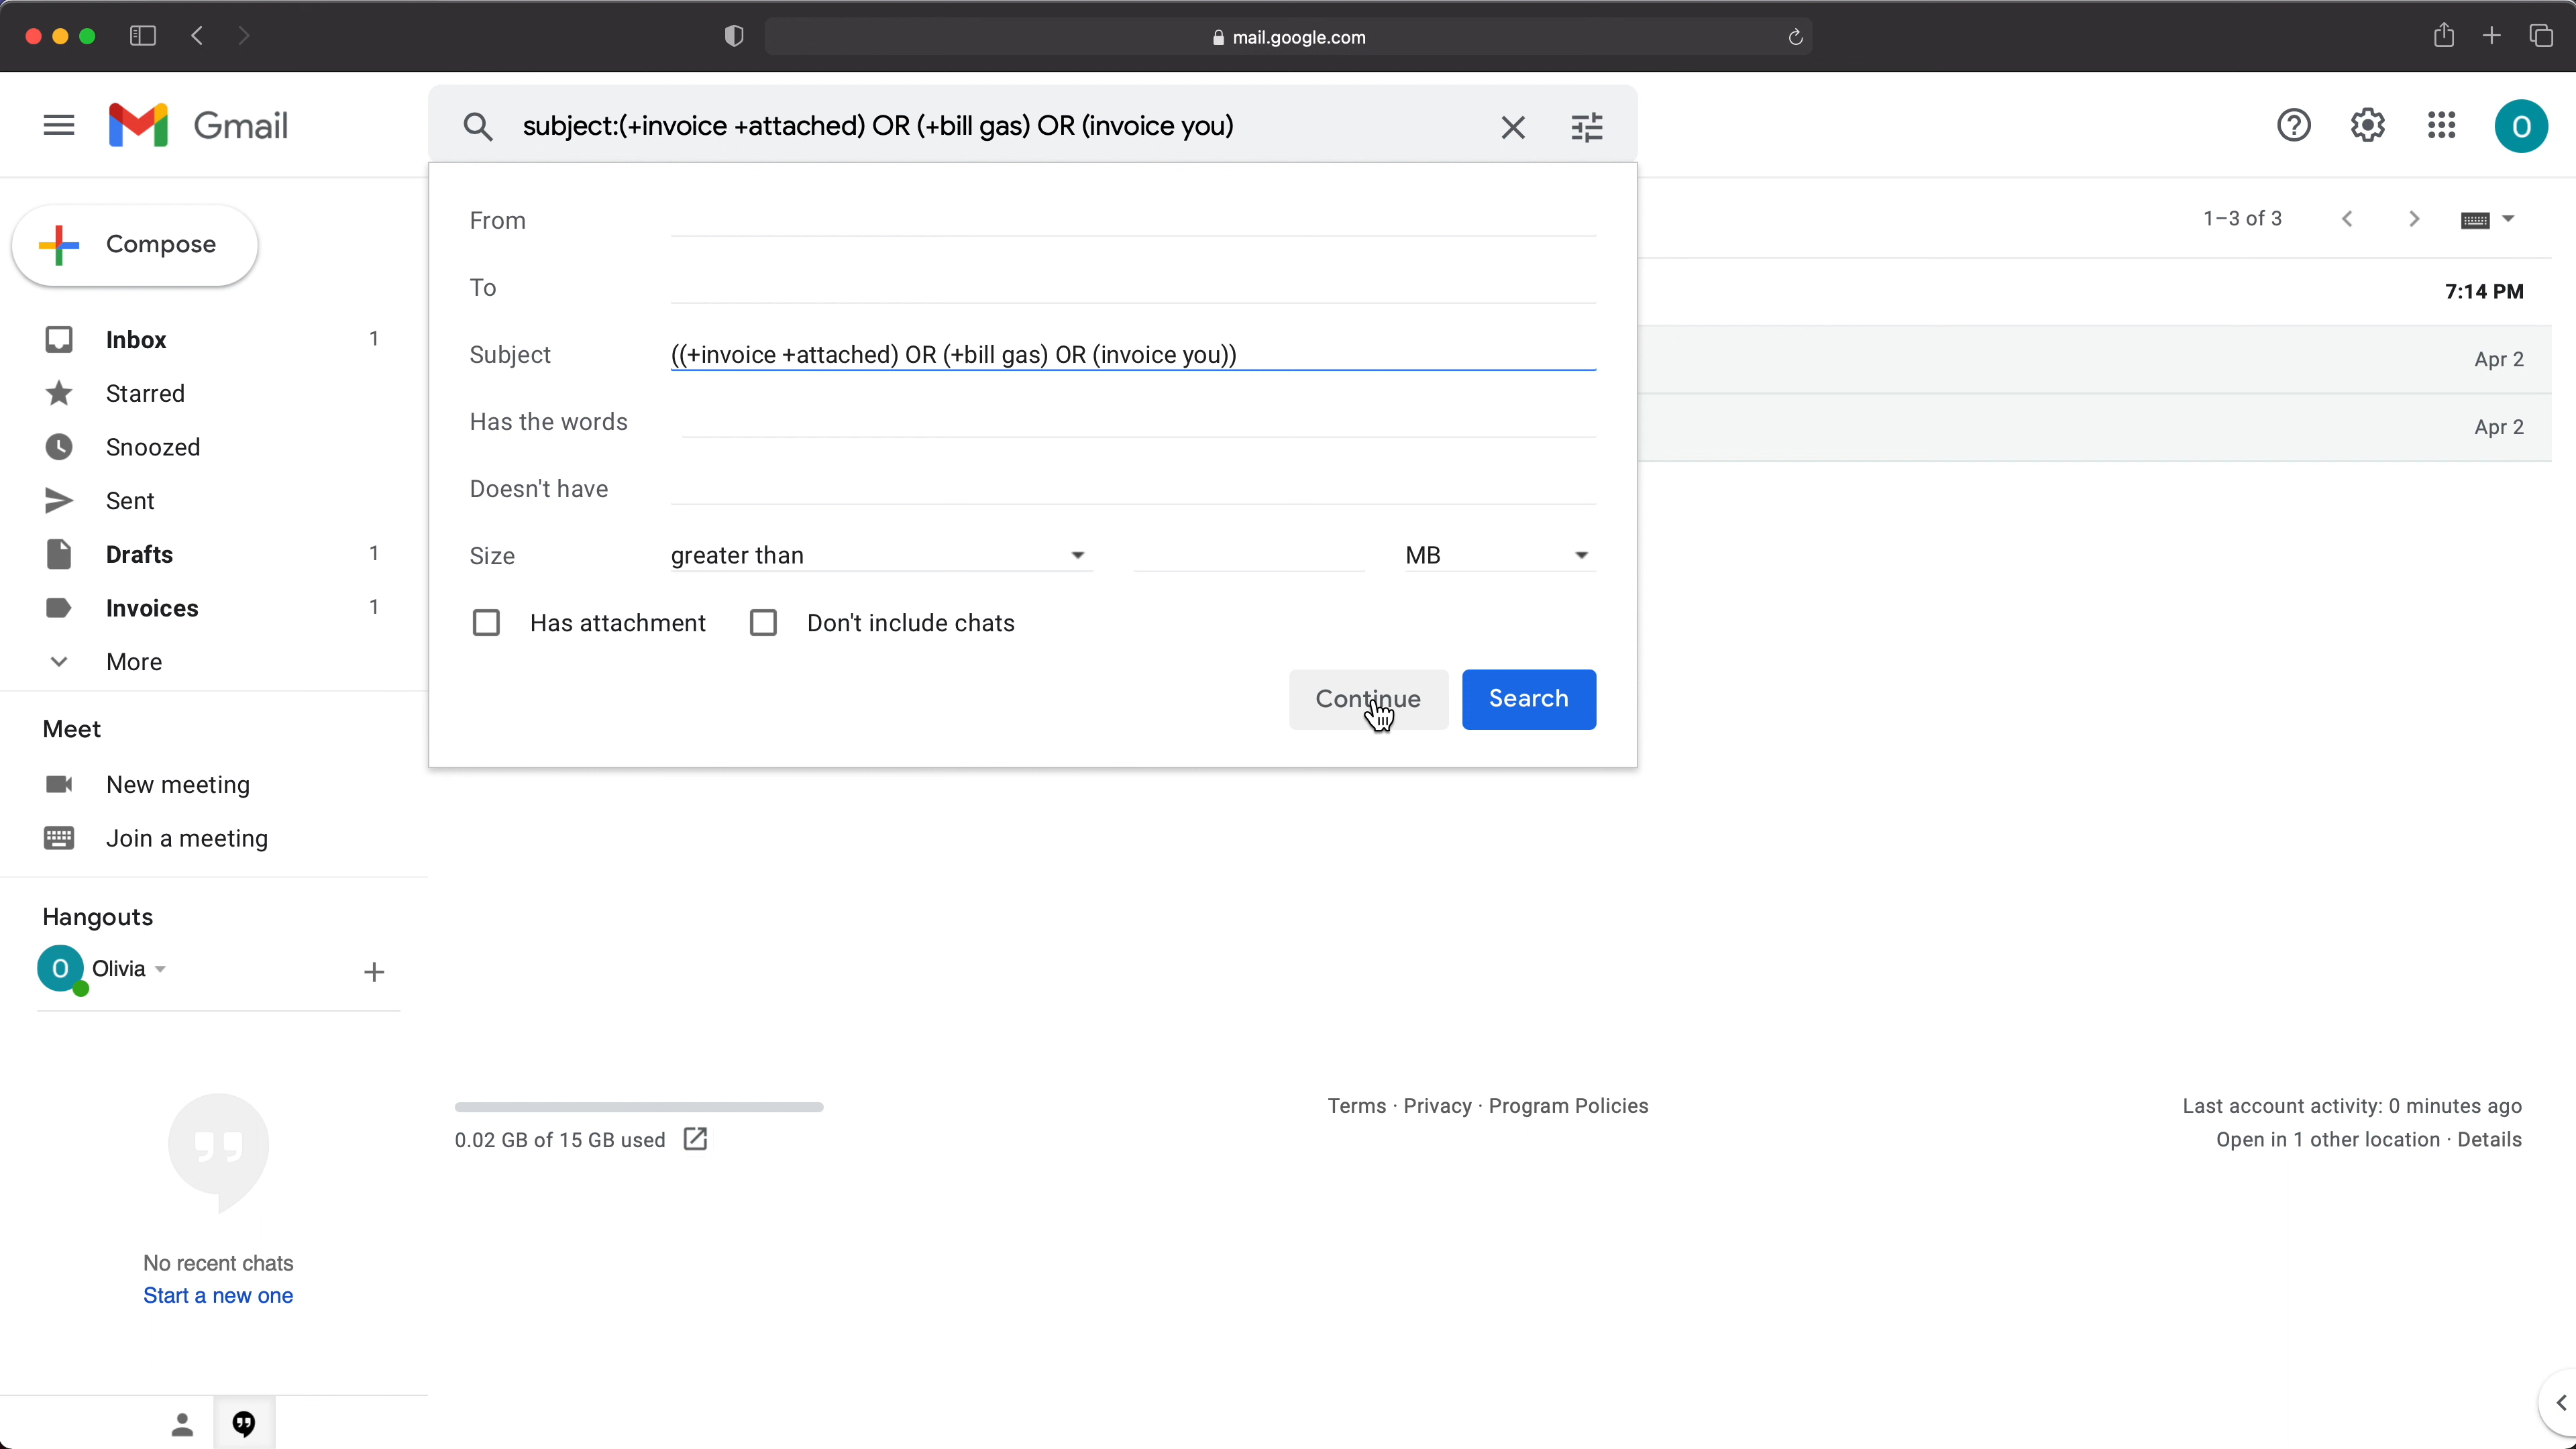 mail.google.com
Gmail
subject:(+invoice +attached) OR (+bill gas) OR (invoice you)
O
Compose
Inbox 1
Starred
Snoozed
Sent
Drafts 1
Invoices 1
More
Meet
New meeting
Join a meeting
Hangouts
O Olivia
No recent chats
Start a new one
From
To
Subject ((+invoice +attached) OR (+bill gas) OR (invoice you))
Has the words
Doesn't have
Size greater than MB
Has attachment Don't include chats
Continue Search
1–3 of 3
7:14 PM
Apr 2
Apr 2
0.02 GB of 15 GB used
Terms · Privacy · Program Policies
Last account activity: 0 minutes ago
Open in 1 other location · Details